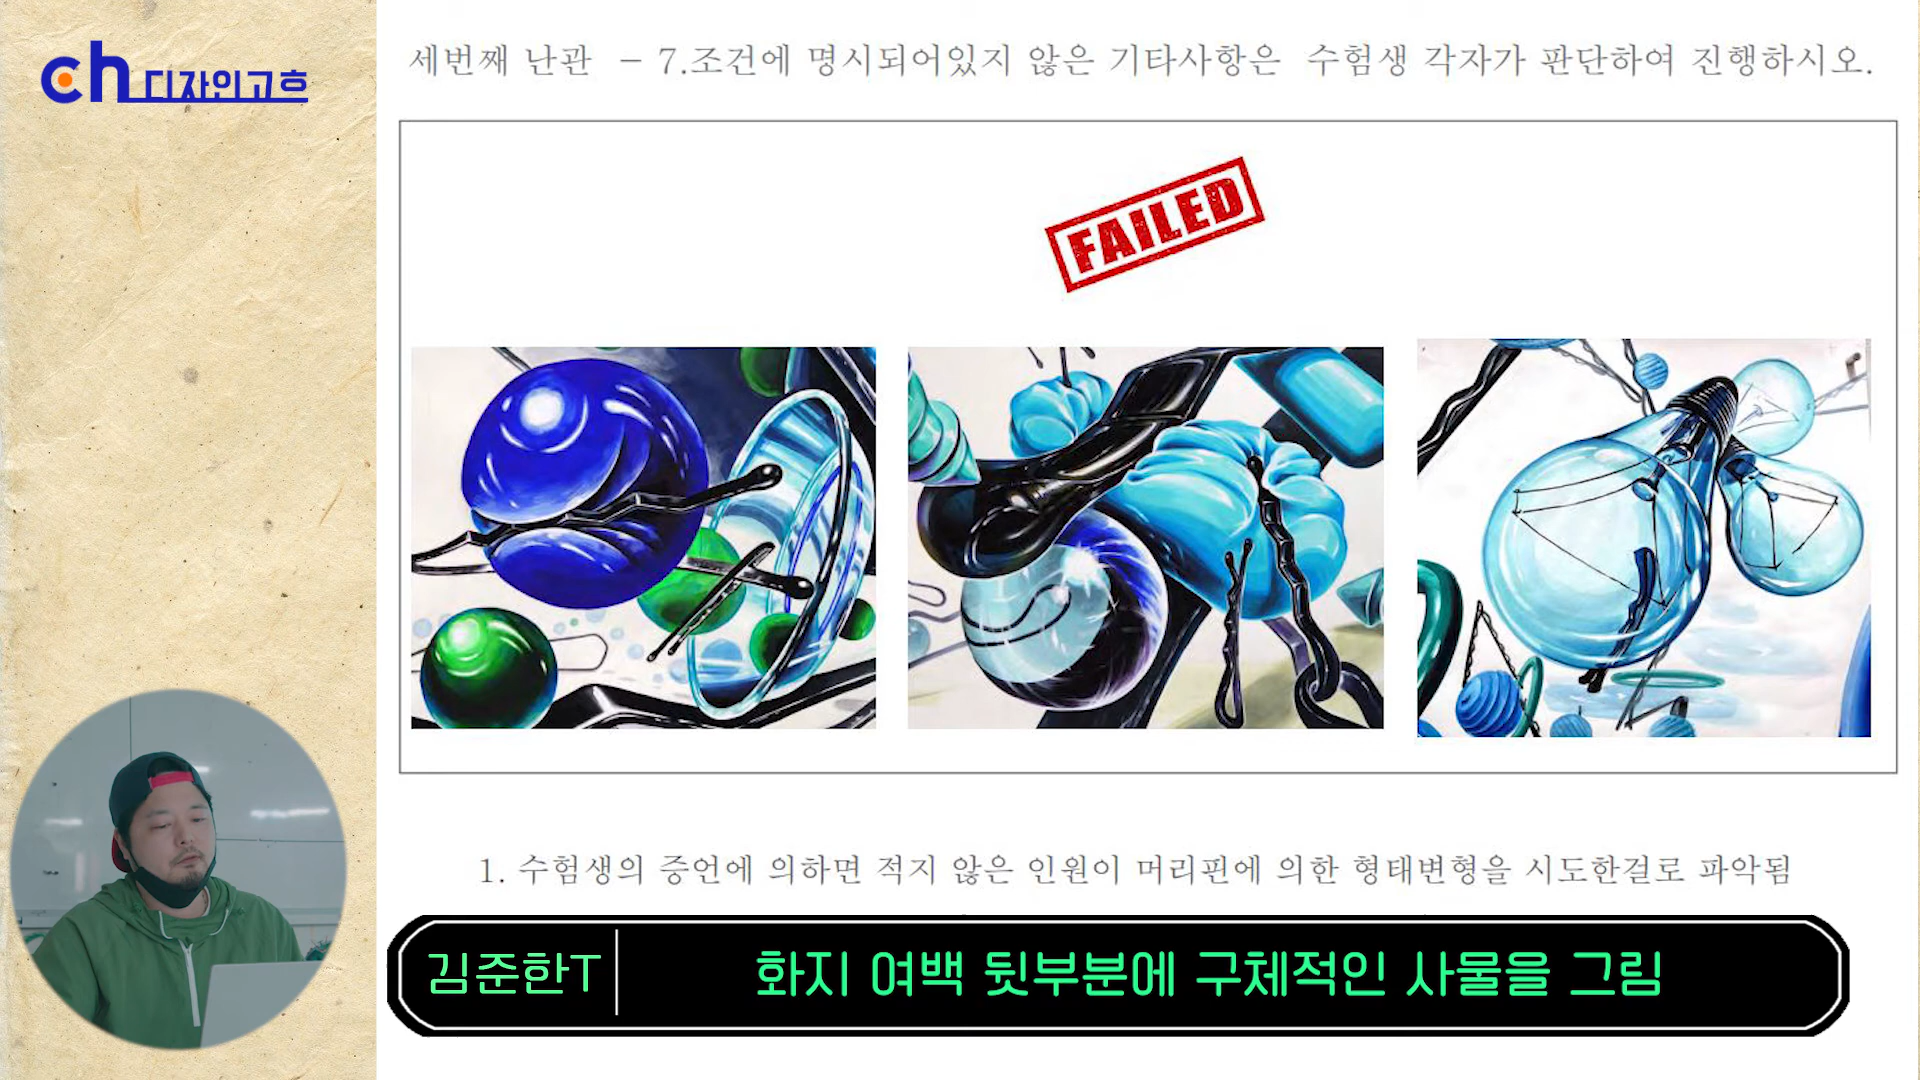 ch 디자인고흐
세번째 난관 - 7.조건에 명시되어있지 않은 기타사항은 수험생 각자가 판단하여 진행하시오.
FAILED
1. 수험생의 증언에 의하면 적지 않은 인원이 머리핀에 의한 형태변형을 시도한걸로 파악됨
김준한T
화지 여백 뒷부분에 구체적인 사물을 그림